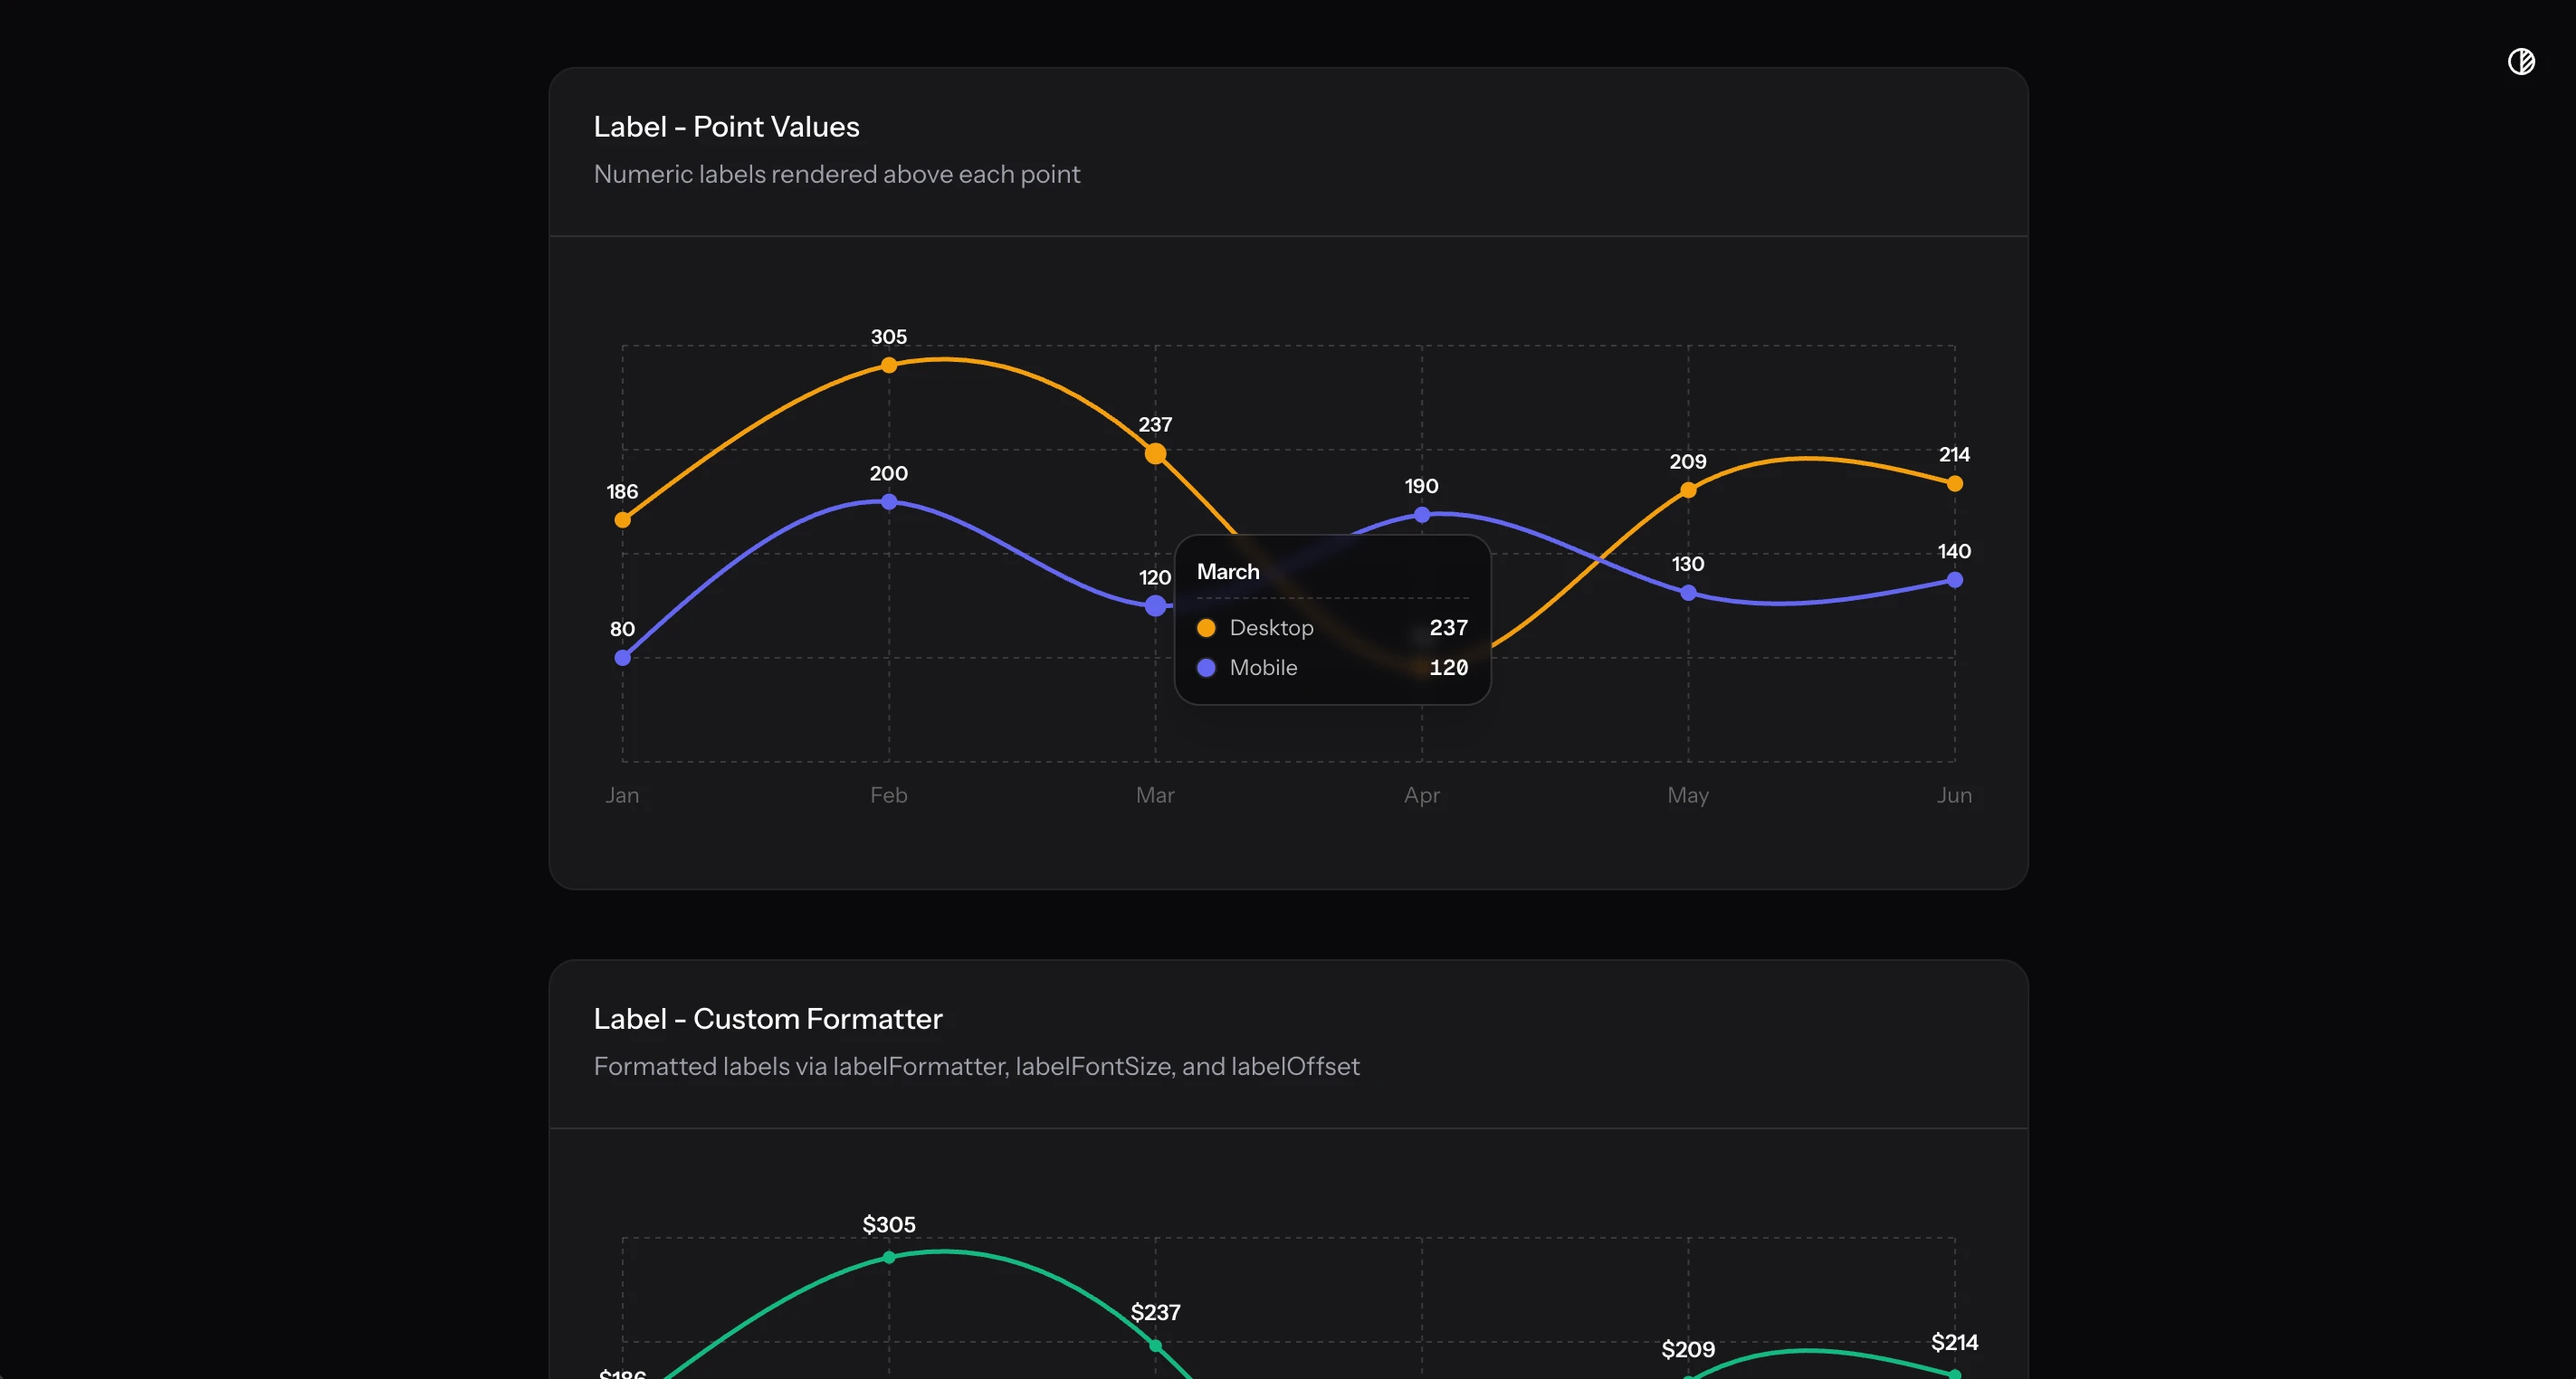 Label - Point Values
Numeric labels rendered above each point
305
237
209
214
200
190
186
140
130
120
80
March
Desktop 237
Mobile 120
Jan Feb Mar Apr May Jun
Label - Custom Formatter
Formatted labels via labelFormatter, labelFontSize, and labelOffset
$305
$237
$209
$214
$186